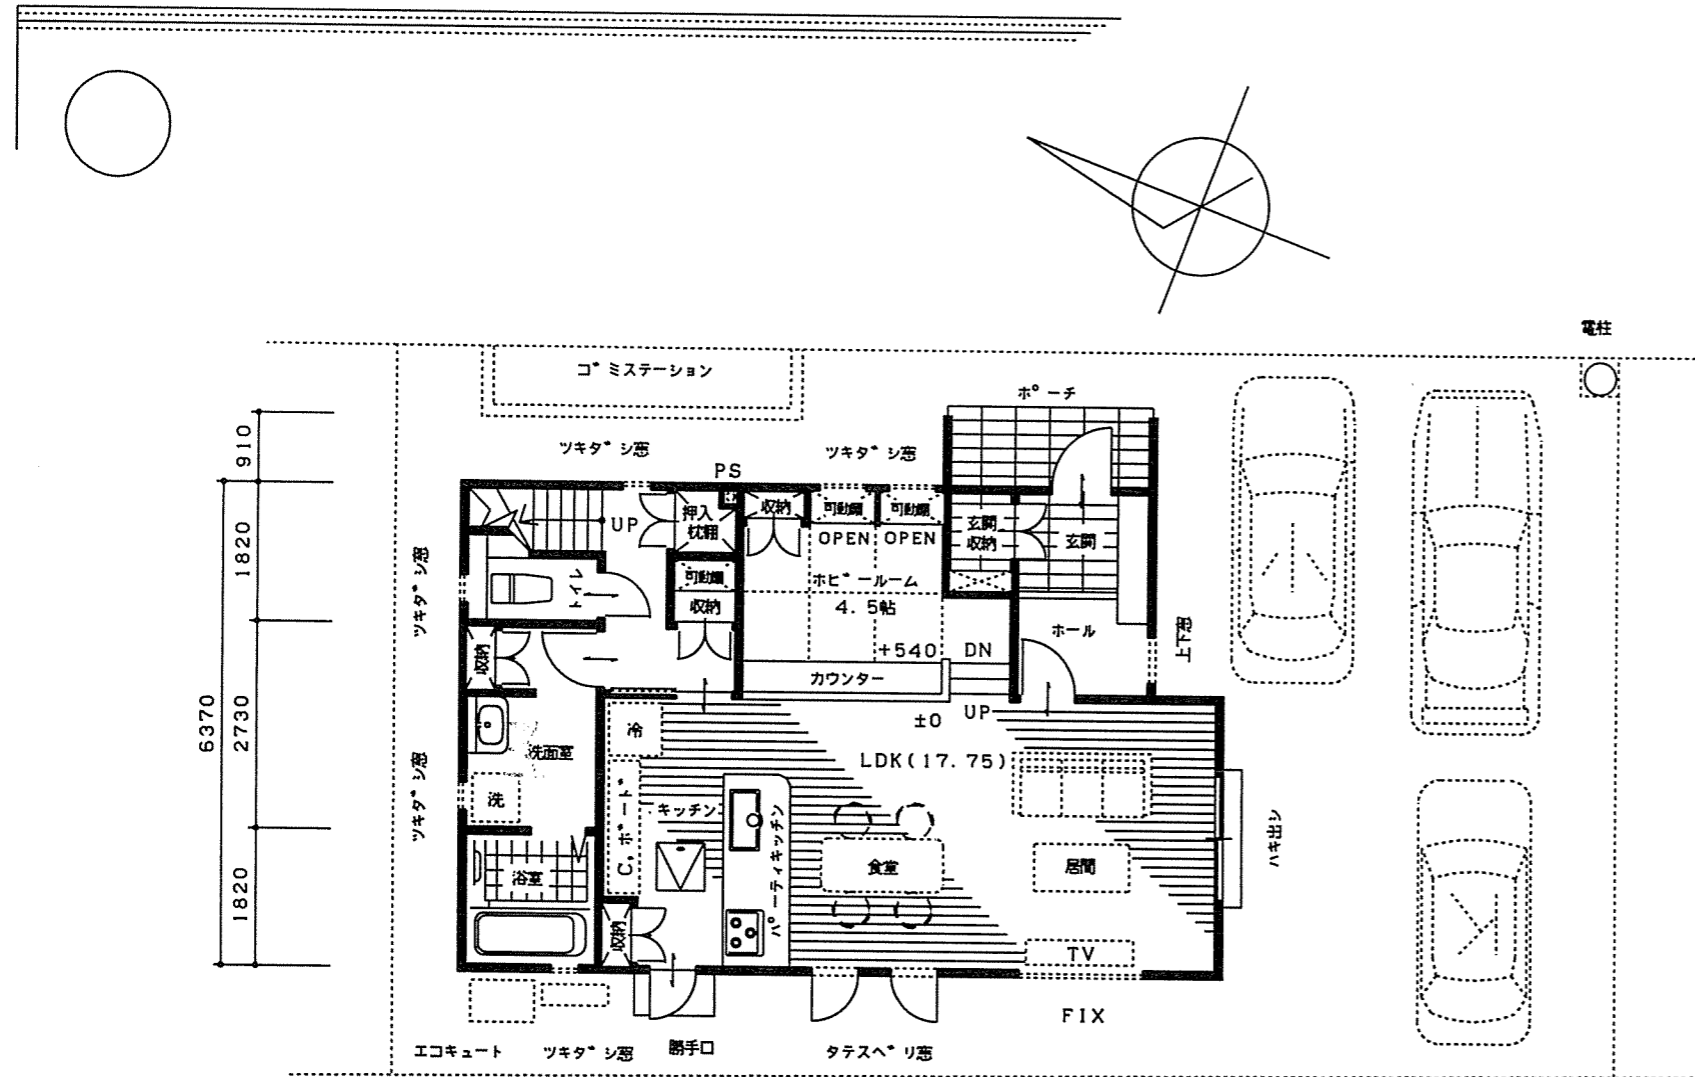 電柱
ゴミステーション
ポーチ
910
ツキダシ窓
ツキダシ窓
PS
UP
押入
枕棚
収納
可動棚
可動棚
OPEN
OPEN
玄関
収納
玄関
1820
ツキダシ窓
トイレ
可動棚
収納
ホビールーム
4.5帖
ホール
上下窓
収納
+540
DN
カウンター
6370
2730
±0
UP
冷
LDK(17.75)
洗面室
ツキダシ窓
洗
C.ボード
キッチン
パーティキッチン
食室
居間
ハキ出シ
1820
浴室
収納
TV
FIX
エコキュート
ツキダシ窓
勝手口
タテスベリ窓